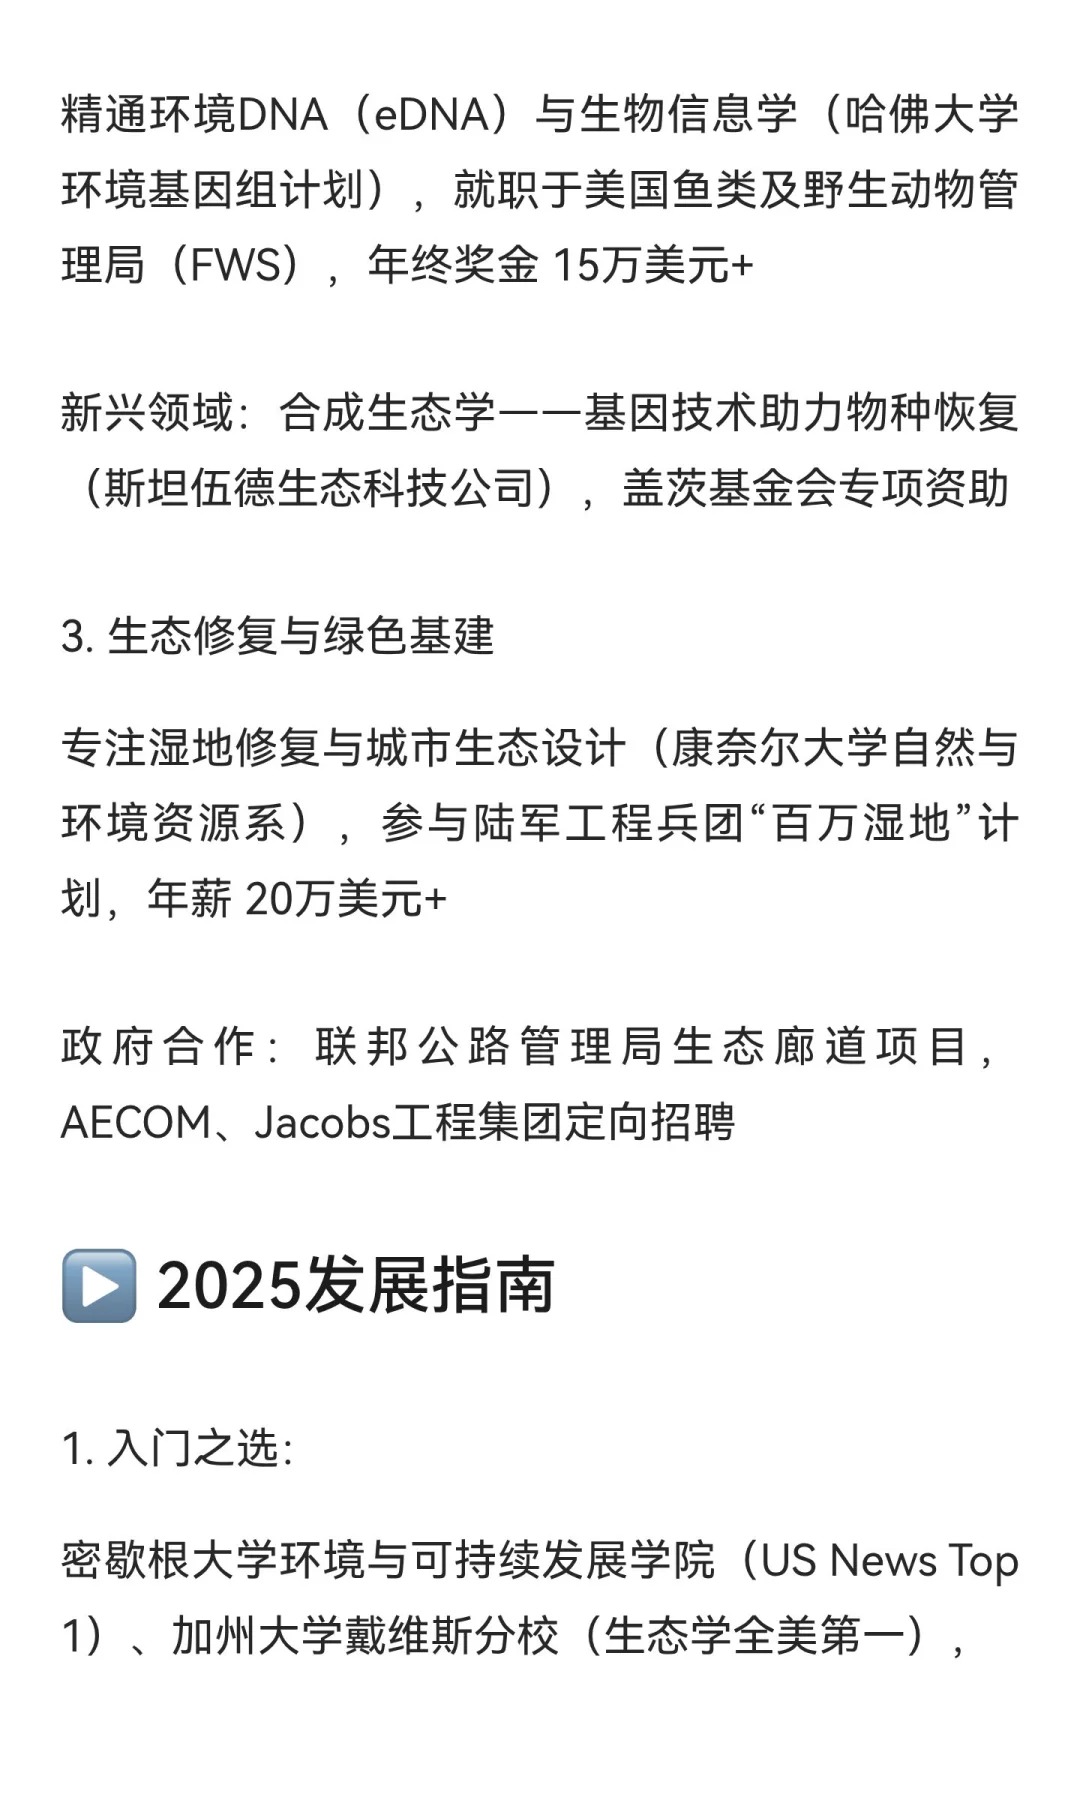 精通环境DNA（eDNA）与生物信息学（哈佛大学
环境基因组计划），就职于美国鱼类及野生动物管
理局（FWS），年终奖金 15万美元+
新兴领域：合成生态学——基因技术助力物种恢复
（斯坦伍德生态科技公司），盖茨基金会专项资助
3. 生态修复与绿色基建
专注湿地修复与城市生态设计（康奈尔大学自然与
环境资源系），参与陆军工程兵团“百万湿地”计
划，年薪 20万美元+
政府合作：联邦公路管理局生态廊道项目，
AECOM、Jacobs工程集团定向招聘
▶️ 2025发展指南
1. 入门之选：
密歇根大学环境与可持续发展学院（US News Top
1）、加州大学戴维斯分校（生态学全美第一），